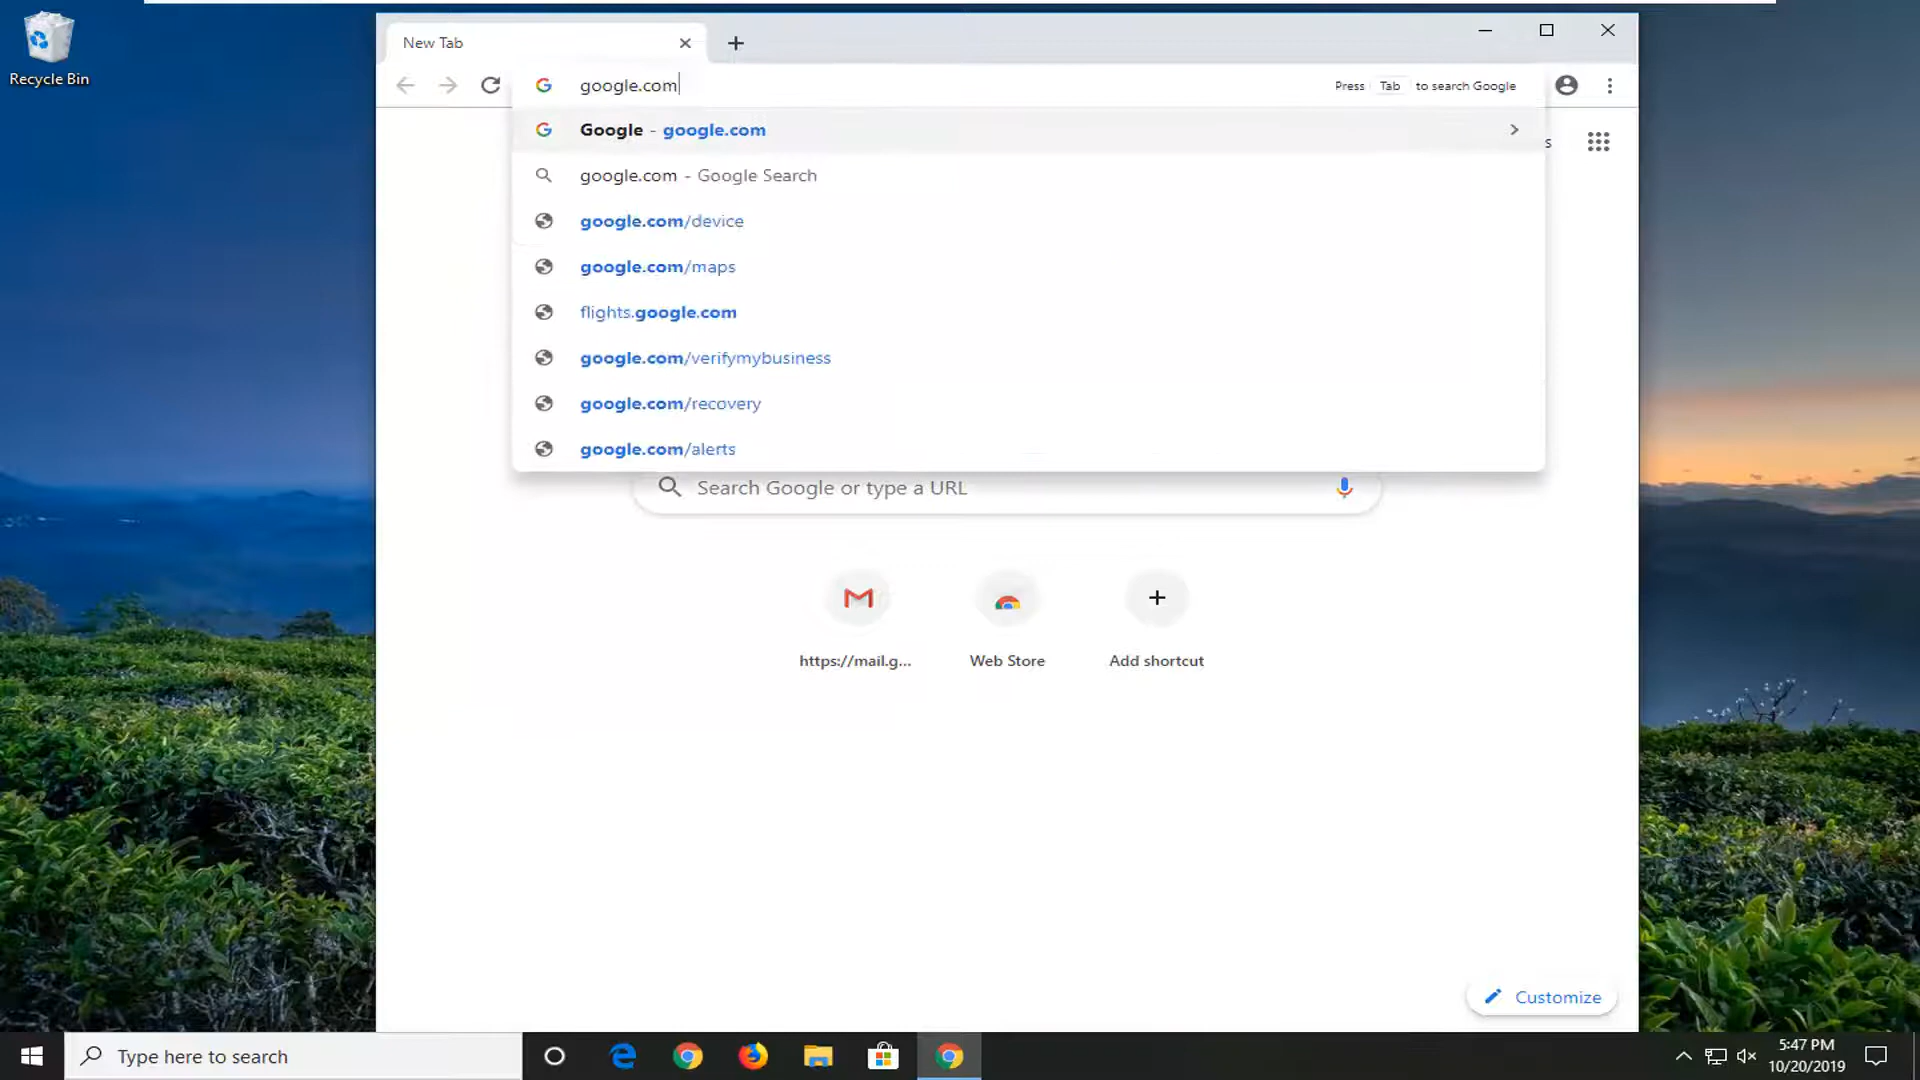 Recycle Bin
New Tab
google.com
Press Tab to search Google
Google - google.com
s
google.com - Google Search
google.com/device
google.com/maps
flights.google.com
google.com/verifymybusiness
google.com/recovery
google.com/alerts
Search Google or type a URL
https://mail.g...
Web Store
Add shortcut
Customize
Type here to search
5:47 PM
10/20/2019